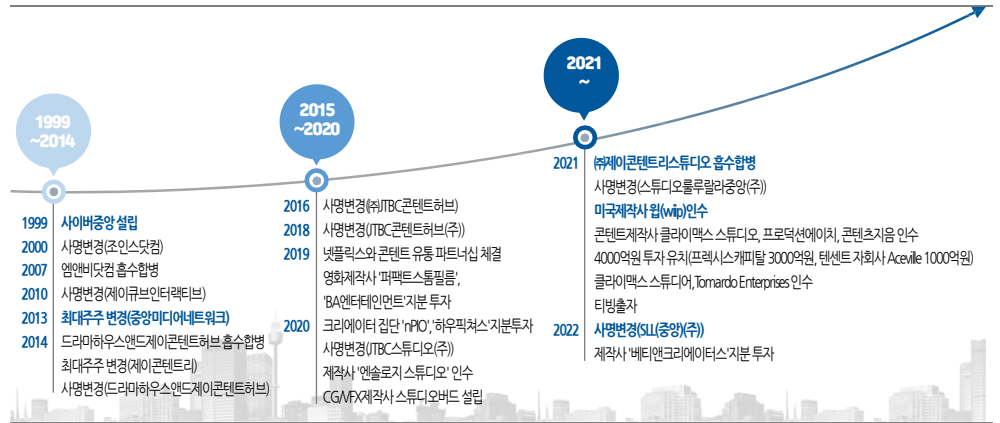 1999
~2014
1999 사이버중앙 설립
2000 사명변경(조인스닷컴)
2007 엠앤비닷컴 흡수합병
2010 사명변경(제이큐브인터랙티브)
2013 최대주주 변경(중앙미디어네트워크)
2014 드라마하우스앤드제이콘텐트허브 흡수합병
최대주주 변경(제이콘텐트리)
사명변경(드라마하우스앤드제이콘텐트허브)
2015
~2020
2016 사명변경(㈜JTBC콘텐트허브)
2018 사명변경(JTBC콘텐트허브(주))
2019 넷플릭스와 콘텐트 유통 파트너십 체결
영화제작사 '퍼팩트스톰필름',
'BA엔터테인먼트'지분 투자
2020 크리에이터 집단 'nPIO','하우픽쳐스'지분투자
사명변경(JTBC스튜디오(주))
제작사 '엔솔로지 스튜디오' 인수
CG/VFX제작사 스튜디오버드 설립
2021
~
2021 ㈜제이콘텐트리스튜디오 흡수합병
사명변경(스튜디오룰루랄라중앙(주))
미국제작사 윕(wiip)인수
콘텐트제작사 클라이맥스 스튜디오, 프로덕션에이치, 콘텐츠지음 인수
4000억원 투자 유치(프렉시스캐피탈 3000억원, 텐센트 자회사 Aceville 1000억원)
클라이맥스 스튜디어, Tomardo Enterprises 인수
티빙출자
2022 사명변경(SLL(중앙)(주))
제작사 '베티앤크리에이터스'지분 투자